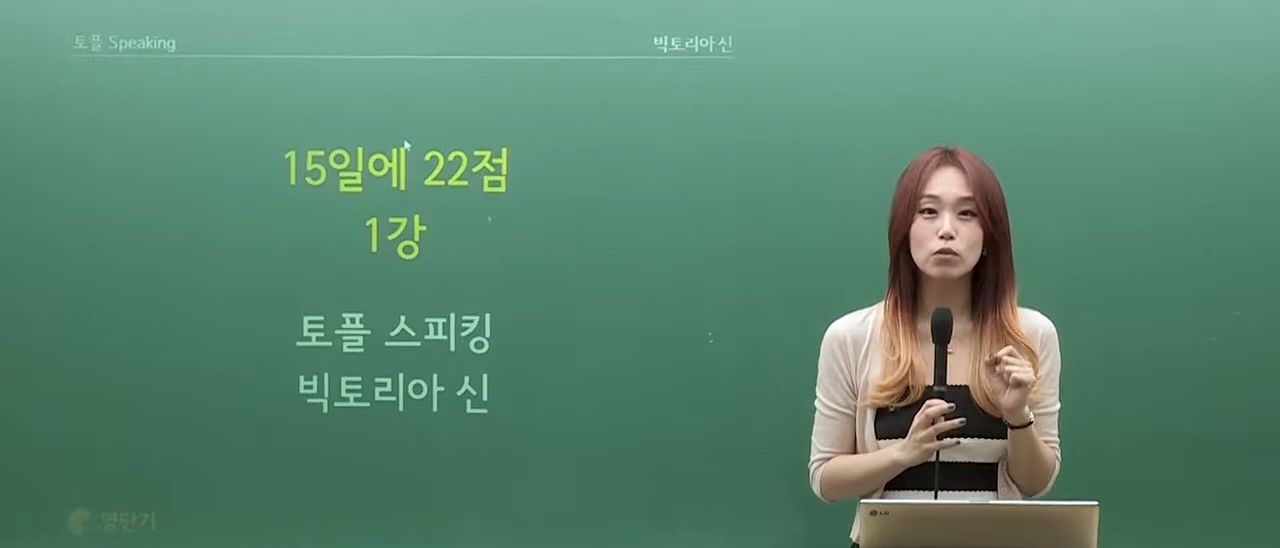 토플 Speaking
빅토리아 신
15일에 22점
1강
토플 스피킹
빅토리아 신
영단기
LG